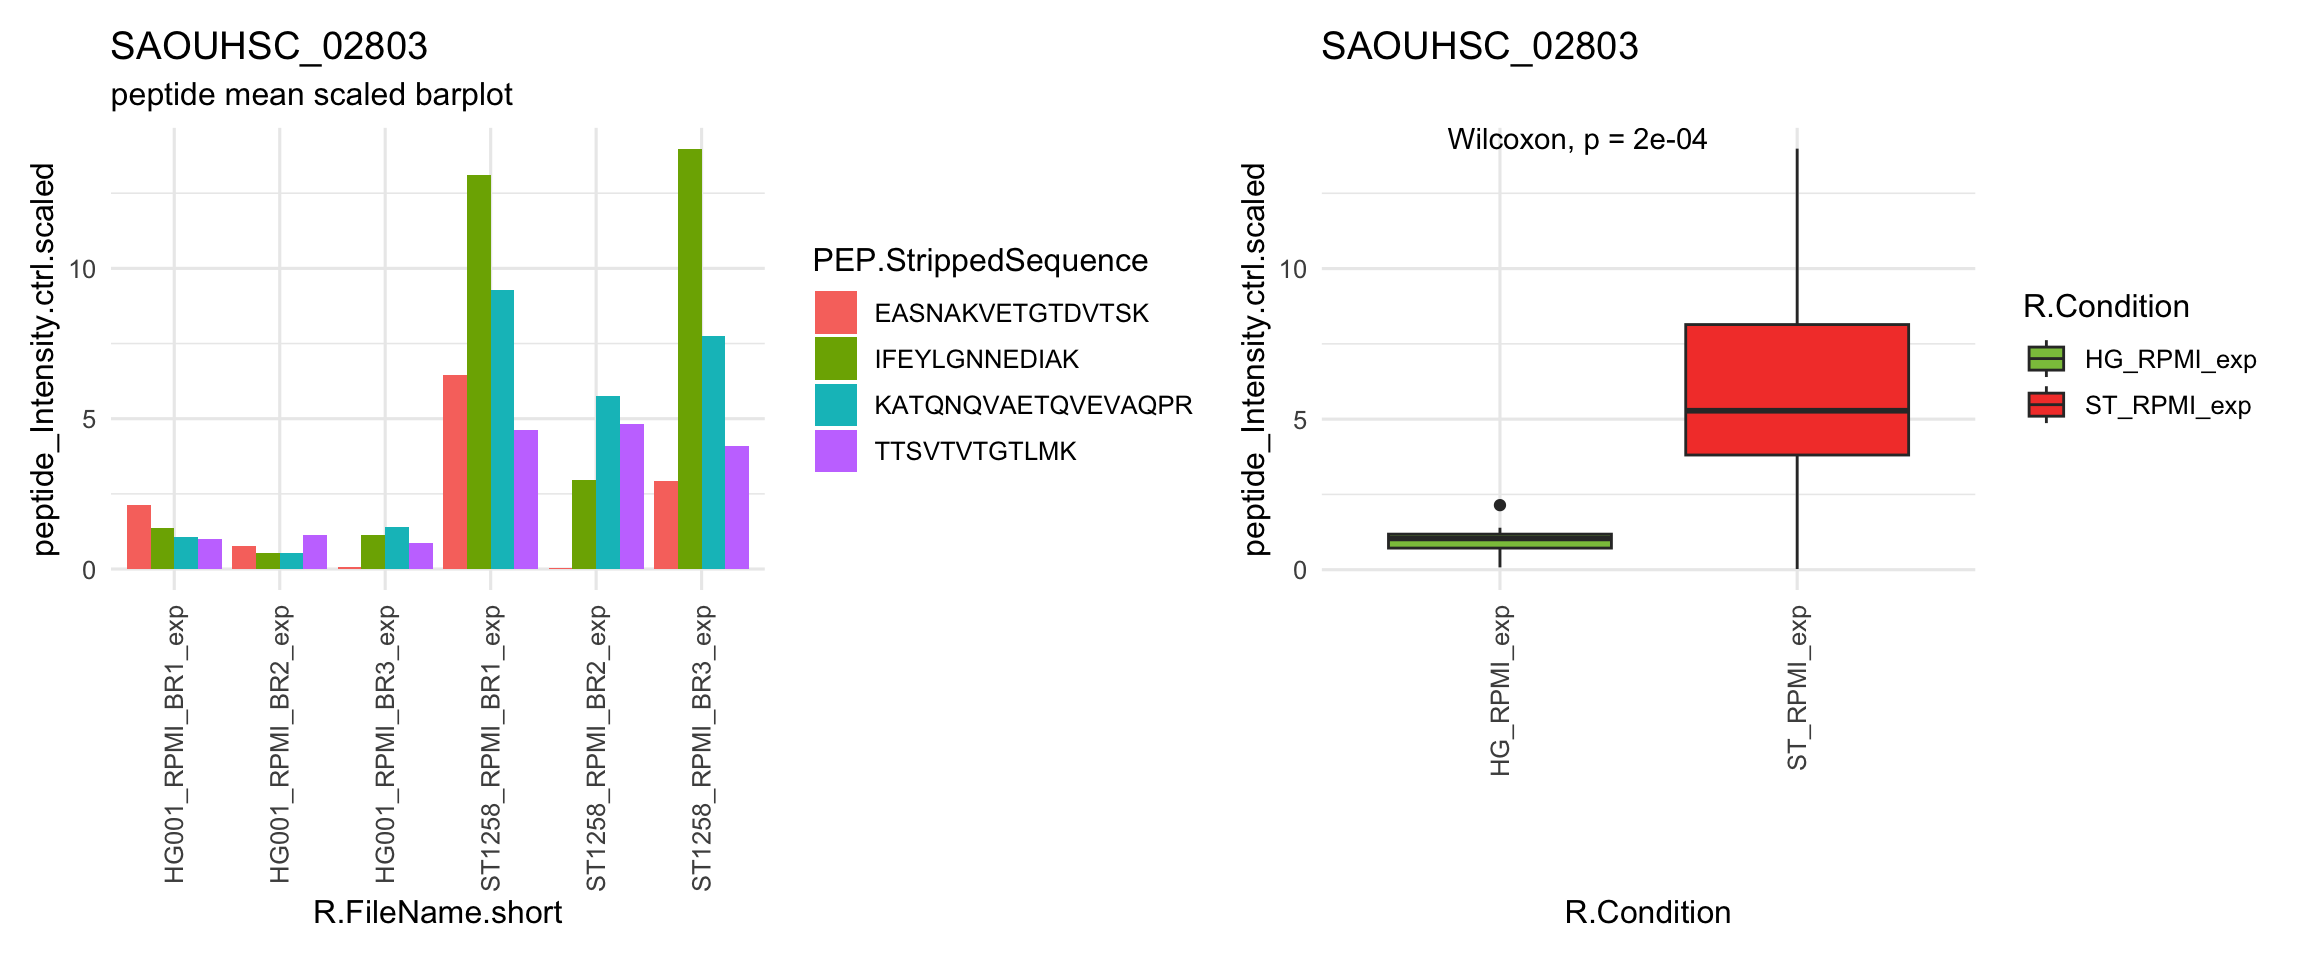 SAOUHSC_02803
peptide mean scaled barplot
peptide_Intensity.ctrl.scaled
10
5
0
HG001_RPMI_BR1_exp
HG001_RPMI_BR2_exp
HG001_RPMI_BR3_exp
ST1258_RPMI_BR1_exp
ST1258_RPMI_BR2_exp
ST1258_RPMI_BR3_exp
R.FileName.short
PEP.StrippedSequence
EASNAKVETGTDVTSK
IFEYLGNNEDIAK
KATQNQVAETQVEVAQPR
TTSVTVTGTLMK
SAOUHSC_02803
Wilcoxon, p = 2e-04
peptide_Intensity.ctrl.scaled
10
5
0
HG_RPMI_exp
ST_RPMI_exp
R.Condition
R.Condition
HG_RPMI_exp
ST_RPMI_exp